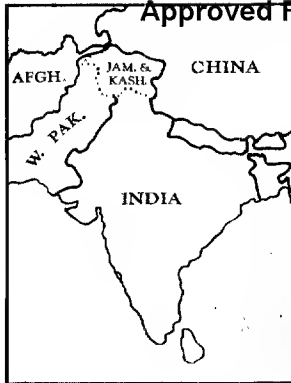 Approved F
JAM. &
KASH.
AFGH.
CHINA
W. PAK.
INDIA